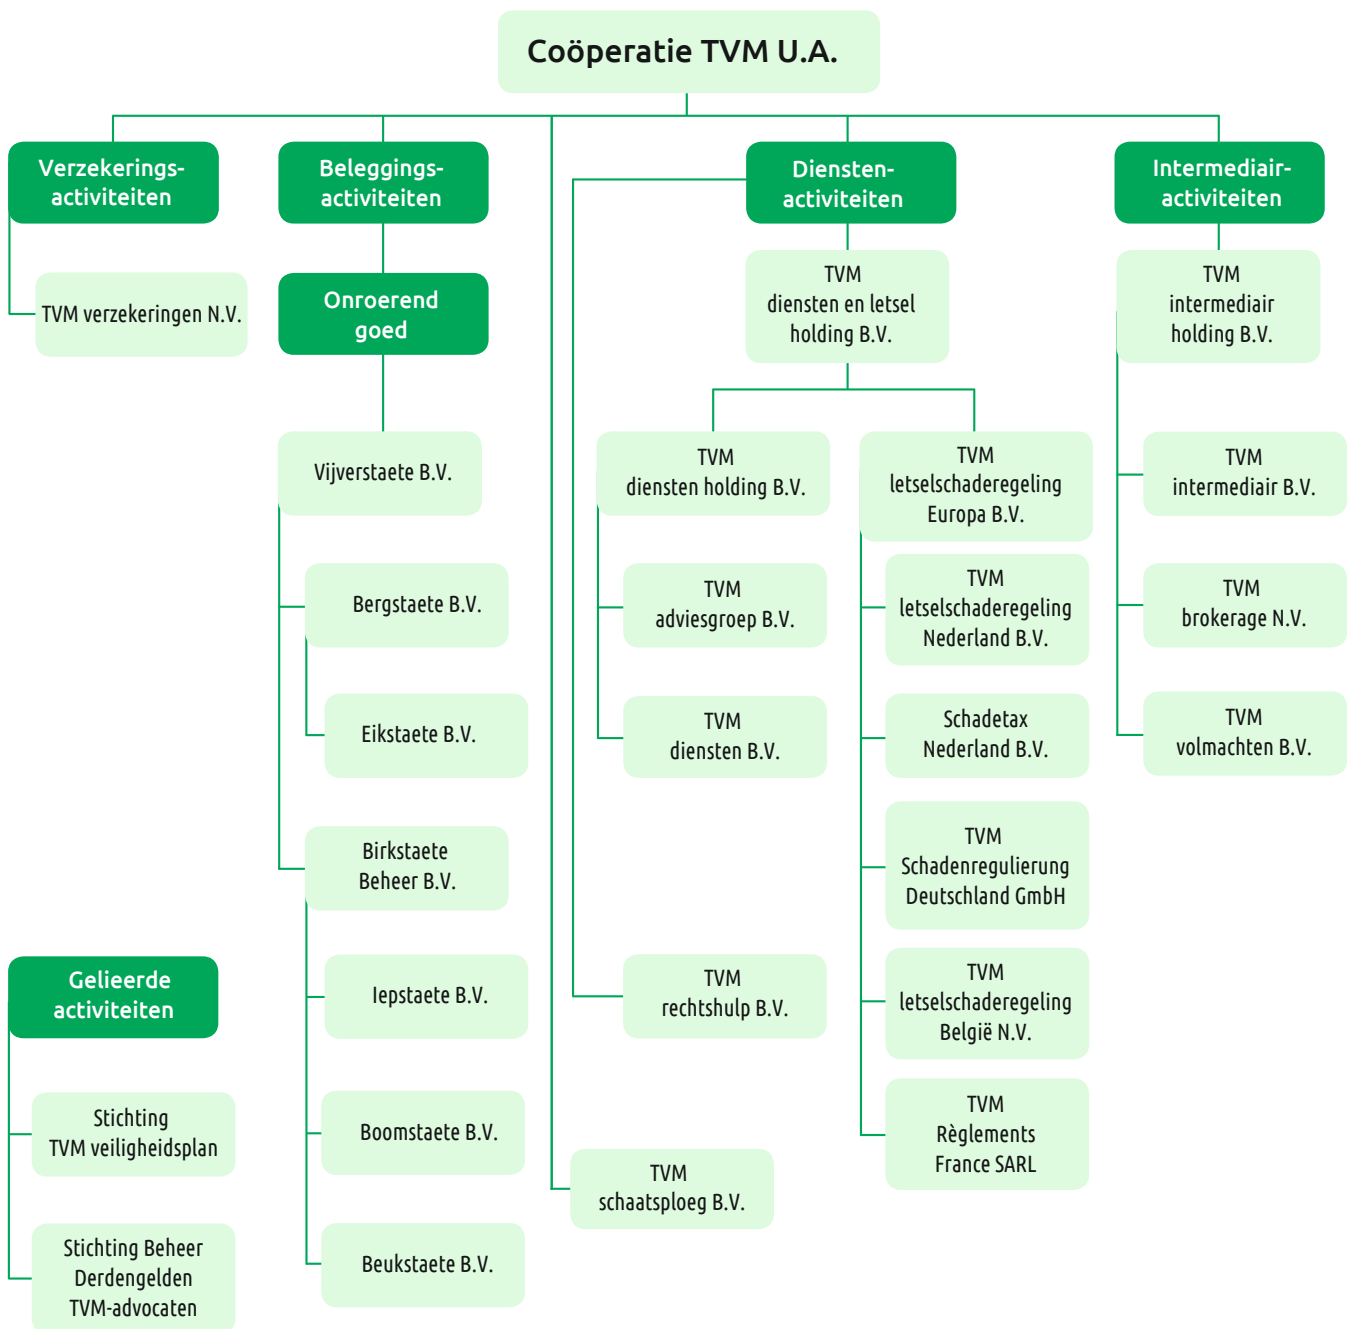 Coöperatie TVM U.A.
Verzekerings-
activiteiten
TVM verzekeringen N.V.
Beleggings-
activiteiten
Onroerend
goed
Vijverstaete B.V.
Bergstaete B.V.
Eikstaete B.V.
Birkstaete
Beheer B.V.
Iepstaete B.V.
Boomstaete B.V.
Beukstaete B.V.
TVM
schaatsploeg B.V.
Diensten-
activiteiten
TVM
diensten en letsel
holding B.V.
TVM
diensten holding B.V.
TVM
adviesgroep B.V.
TVM
diensten B.V.
TVM
rechtshulp B.V.
TVM
letselschaderegeling
Europa B.V.
TVM
letselschaderegeling
Nederland B.V.
Schadetax
Nederland B.V.
TVM
Schadenregulierung
Deutschland GmbH
TVM
letselschaderegeling
België N.V.
TVM
Règlements
France SARL
Intermediair-
activiteiten
TVM
intermediair
holding B.V.
TVM
intermediair B.V.
TVM
brokerage N.V.
TVM
volmachten B.V.
Gelieerde
activiteiten
Stichting
TVM veiligheidsplan
Stichting Beheer
Derdengelden
TVM-advocaten